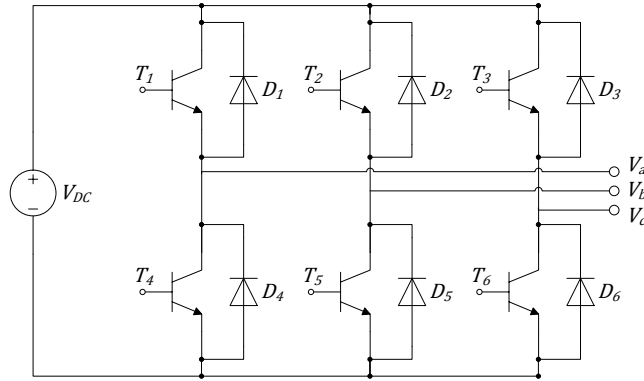 T1 D1 T2 D2 T3 D3
Va
+ VDC Vb
− Vc
T4 D4 T5 D5 T6 D6